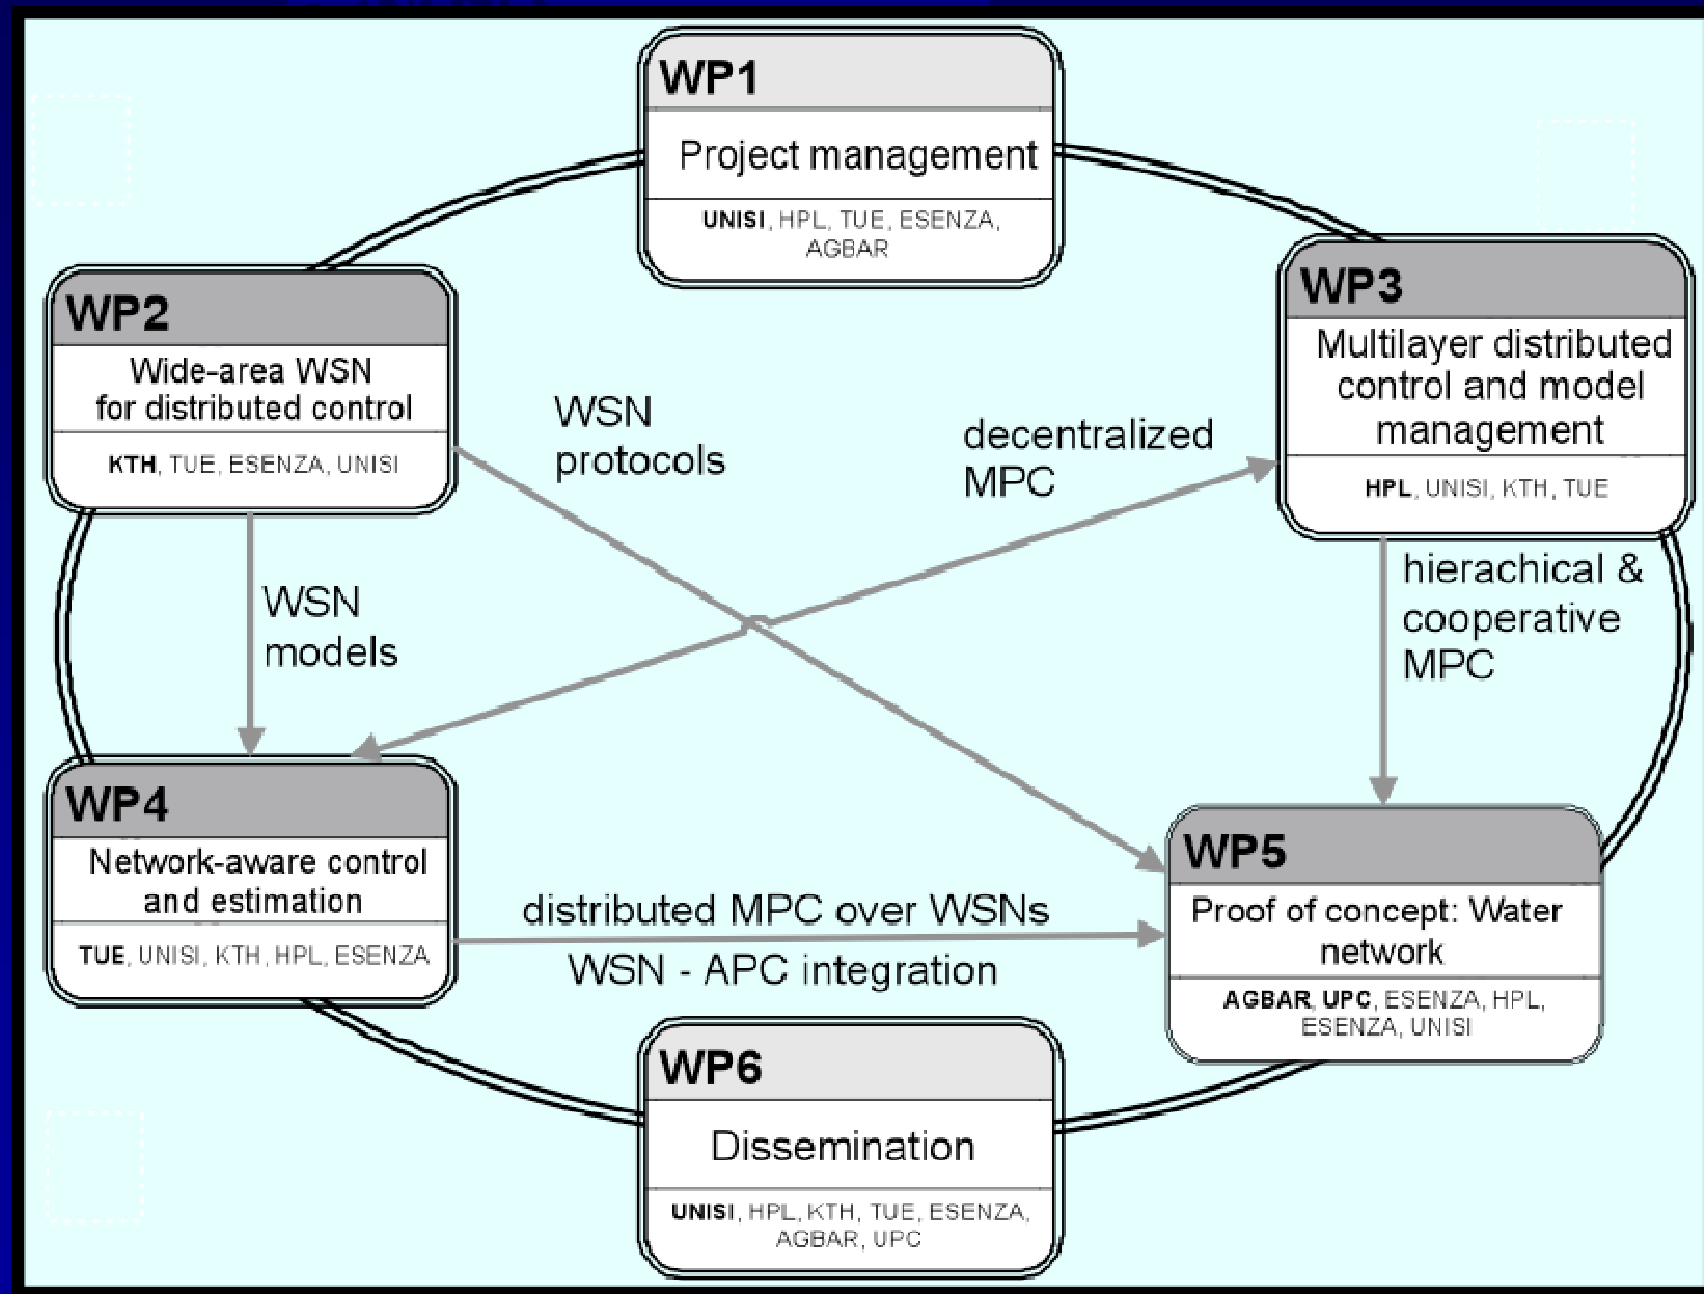 WP1
Project management
UNISI, HPL, TUE, ESENZA,
AGBAR
WP2
Wide-area WSN
for distributed control
KTH, TUE, ESENZA, UNISI
WP3
Multilayer distributed
control and model
management
HPL, UNISI, KTH, TUE
WSN
protocols
decentralized
MPC
WSN
models
hierachical &
cooperative
MPC
WP4
Network-aware control
and estimation
TUE, UNISI, KTH, HPL, ESENZA
distributed MPC over WSNs
WSN - APC integration
WP5
Proof of concept: Water
network
AGBAR, UPC, ESENZA, HPL,
ESENZA, UNISI
WP6
Dissemination
UNISI, HPL, KTH, TUE, ESENZA,
AGBAR, UPC